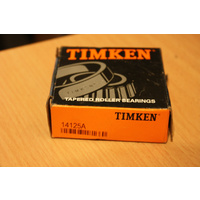 TIMKEN
TAPERED ROLLER BEARINGS
14125A
TIMKEN